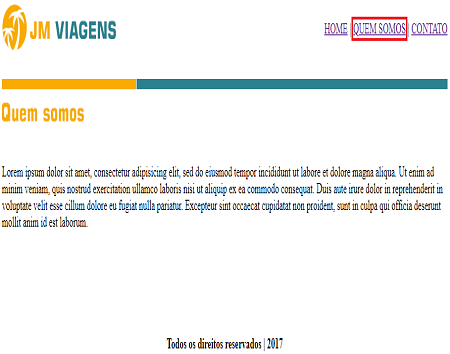 JM VIAGENS
HOME | QUEM SOMOS | CONTATO
Quem somos
Lorem ipsum dolor sit amet, consectetur adipisicing elit, sed do eiusmod tempor incididunt ut labore et dolore magna aliqua. Ut enim ad
minim veniam, quis nostrud exercitation ullamco laboris nisi ut aliquip ex ea commodo consequat. Duis aute irure dolor in reprehenderit in
voluptate velit esse cillum dolore eu fugiat nulla pariatur. Excepteur sint occaecat cupidatat non proident, sunt in culpa qui officia deserunt
mollit anim id est laborum.
Todos os direitos reservados | 2017